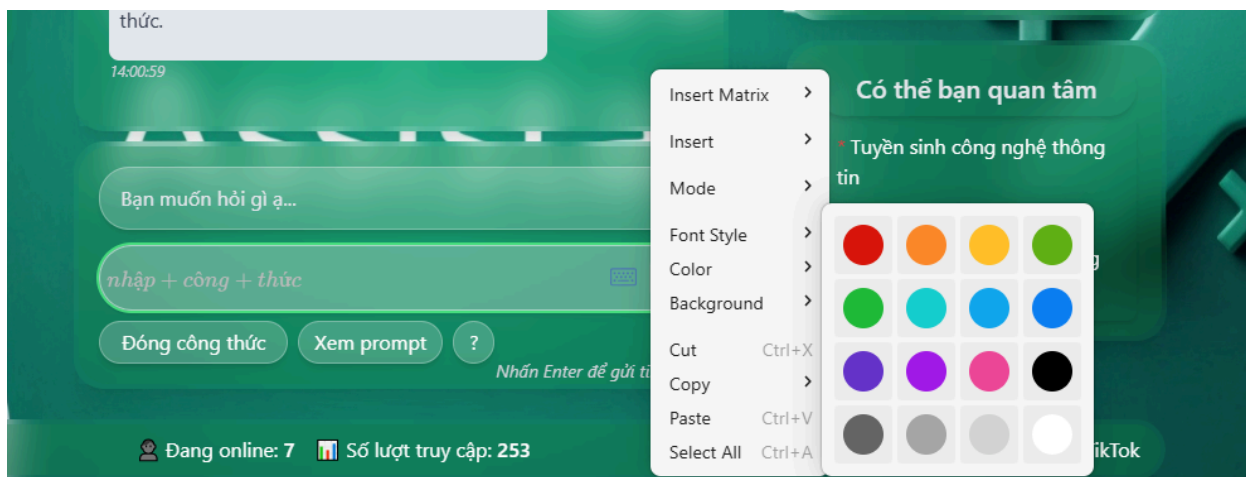 thức.
14:00:59
Bạn muốn hỏi gì ạ...
nhập + công + thức
Đóng công thức
Xem prompt
?
Nhấn Enter để gửi
Insert Matrix
Insert
Mode
Font Style
Color
Background
Cut Ctrl+X
Copy
Paste Ctrl+V
Select All Ctrl+A
Có thể bạn quan tâm
* Tuyển sinh công nghệ thông
tin
Đang online: 7
Số lượt truy cập: 253